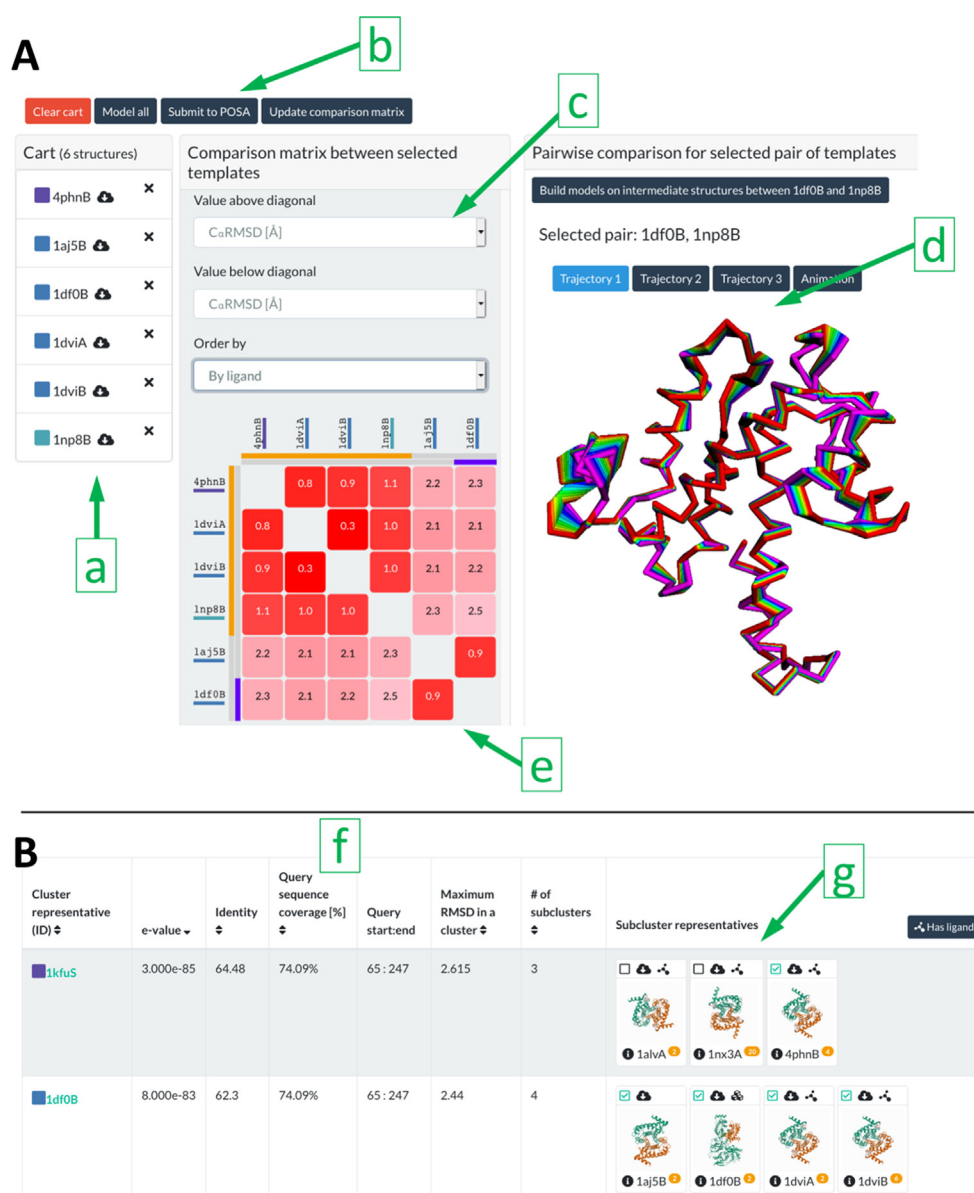 A
b
c
Clear cart Model all Submit to POSA Update comparison matrix
Cart (6 structures)
4phnB ×
1aj5B ×
1df0B ×
1dviA ×
1dviB ×
1np8B ×
a
Comparison matrix between selected
templates
Value above diagonal
CαRMSD [Å]
Value below diagonal
CαRMSD [Å]
Order by
By ligand
4phnB 1dviA 1dviB 1np8B 1aj5B 1df0B
4phnB 0.8 0.9 1.1 2.2 2.3
1dviA 0.8 0.3 1.0 2.1 2.1
1dviB 0.9 0.3 1.0 2.1 2.2
1np8B 1.1 1.0 1.0 2.3 2.5
1aj5B 2.2 2.1 2.1 2.3 0.9
1df0B 2.3 2.1 2.2 2.5 0.9
e
Pairwise comparison for selected pair of templates
Build models on intermediate structures between 1df0B and 1np8B
Selected pair: 1df0B, 1np8B
d
Trajectory 1 Trajectory 2 Trajectory 3 Animation
B
f
g
Cluster
representative
(ID)
e-value
Identity
Query
sequence
coverage [%]
Query
start:end
Maximum
RMSD in a
cluster
# of
subclusters
Subcluster representatives
Has ligand
1kfuS 3.000e-85 64.48 74.09% 65 : 247 2.615 3
1alvA 2 1nx3A 20 4phnB 4
1df0B 8.000e-83 62.3 74.09% 65 : 247 2.44 4
1aj5B 2 1df0B 2 1dviA 2 1dviB 6